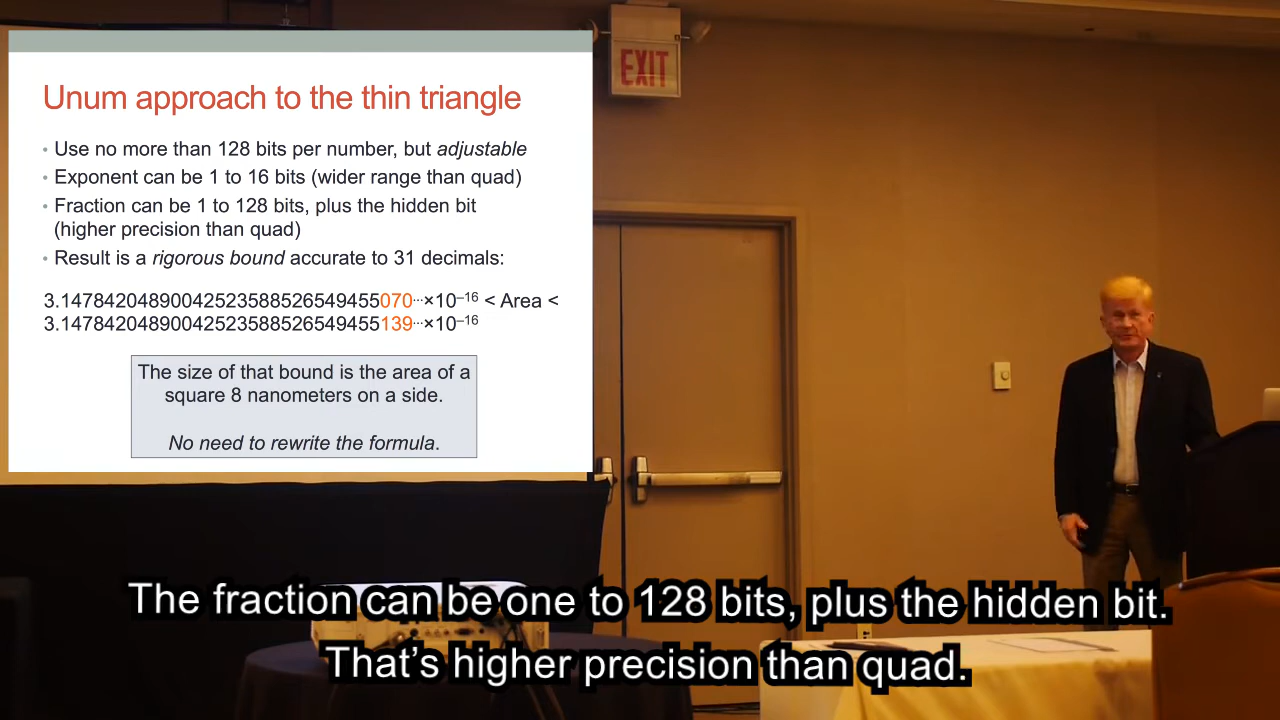 Unum approach to the thin triangle
• Use no more than 128 bits per number, but adjustable
• Exponent can be 1 to 16 bits (wider range than quad)
• Fraction can be 1 to 128 bits, plus the hidden bit
(higher precision than quad)
• Result is a rigorous bound accurate to 31 decimals:
3.14784204890042523588526549455070···×10⁻¹⁶ < Area <
3.14784204890042523588526549455139···×10⁻¹⁶
The size of that bound is the area of a
square 8 nanometers on a side.
No need to rewrite the formula.
EXIT
The fraction can be one to 128 bits, plus the hidden bit.
That's higher precision than quad.